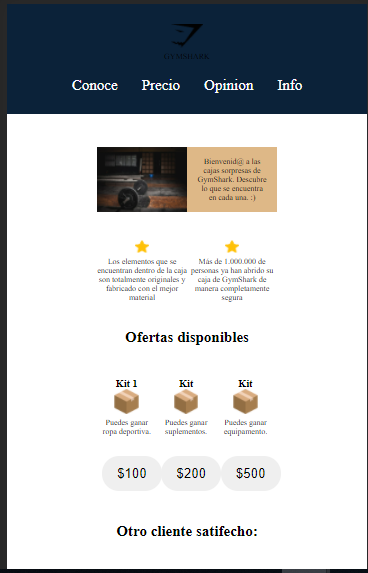 GYMSHARK
Conoce Precio Opinion Info
Bienvenid@ a las
cajas sorpresas de
GymShark. Descubre
lo que se encuentra
en cada una. :)
Los elementos que se
encuentran dentro de la caja
son totalmente originales y
fabricado con el mejor
material
Más de 1.000.000 de
personas ya han abrido su
caja de GymShark de
manera completamente
segura
Ofertas disponibles
Kit 1
Puedes ganar
ropa deportiva.
Kit
Puedes ganar
suplementos.
Kit
Puedes ganar
equipamento.
$100 $200 $500
Otro cliente satifecho: